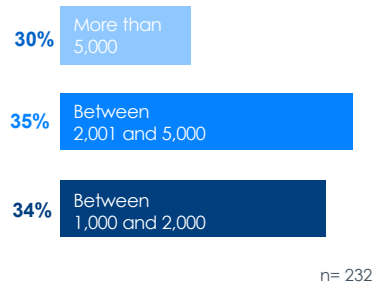 30%
More than
5,000
35%
Between
2,001 and 5,000
34%
Between
1,000 and 2,000
n= 232